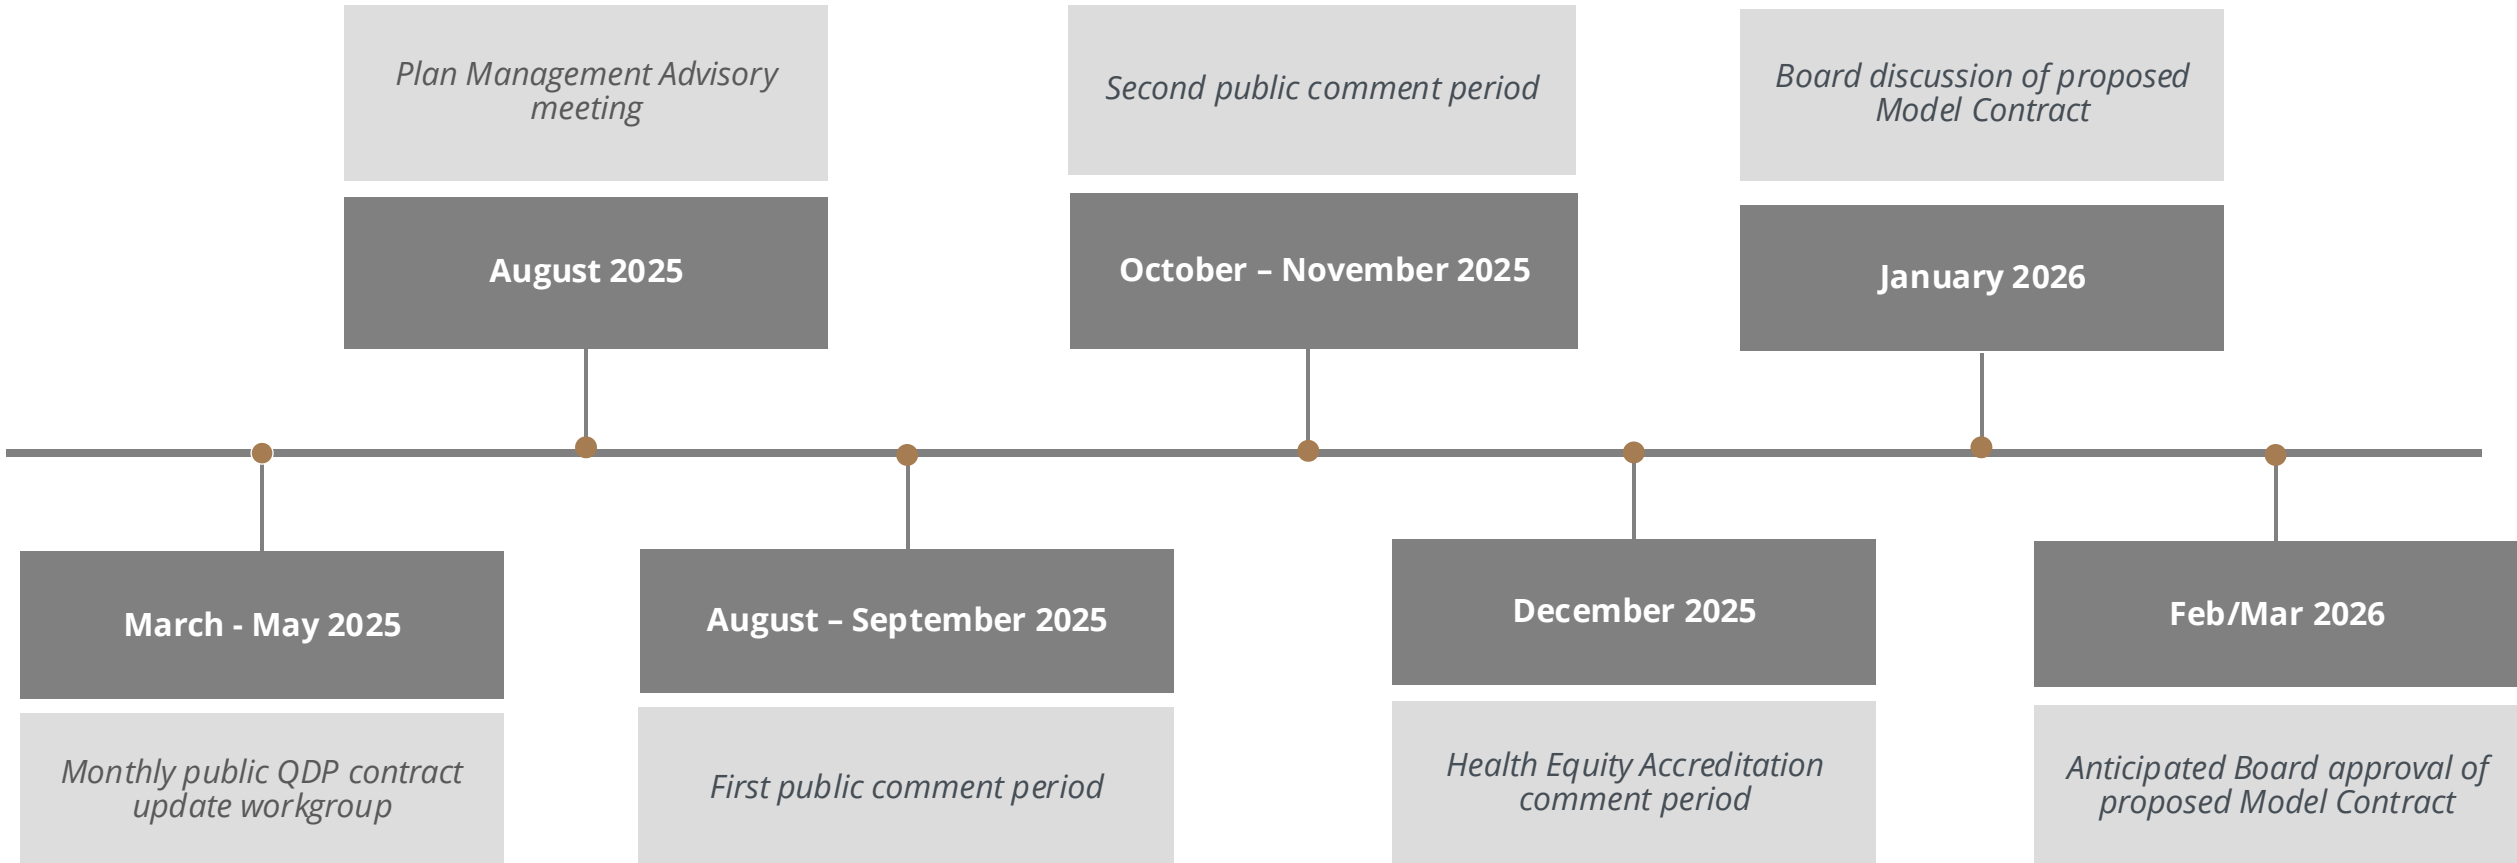 Plan Management Advisory
meeting
August 2025
Second public comment period
October – November 2025
Board discussion of proposed
Model Contract
January 2026
March - May 2025
Monthly public QDP contract
update workgroup
August – September 2025
First public comment period
December 2025
Health Equity Accreditation
comment period
Feb/Mar 2026
Anticipated Board approval of
proposed Model Contract